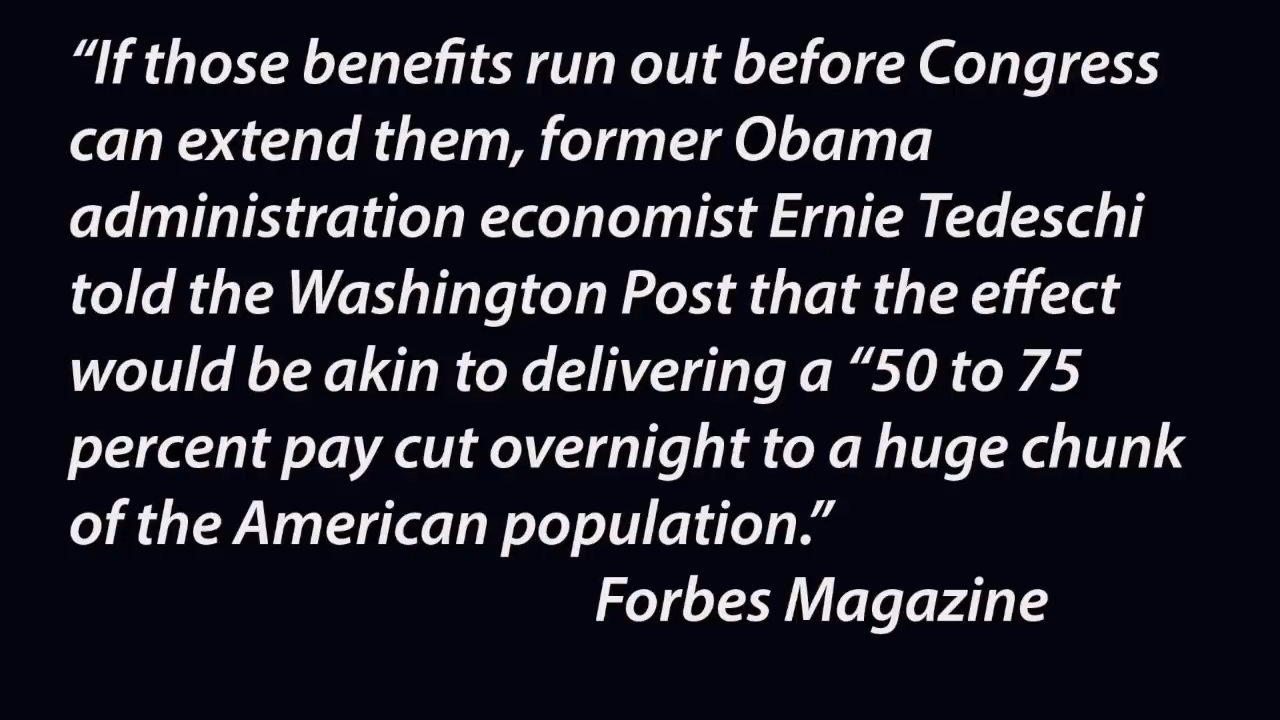 “If those benefits run out before Congress
can extend them, former Obama
administration economist Ernie Tedeschi
told the Washington Post that the effect
would be akin to delivering a “50 to 75
percent pay cut overnight to a huge chunk
of the American population.”
Forbes Magazine